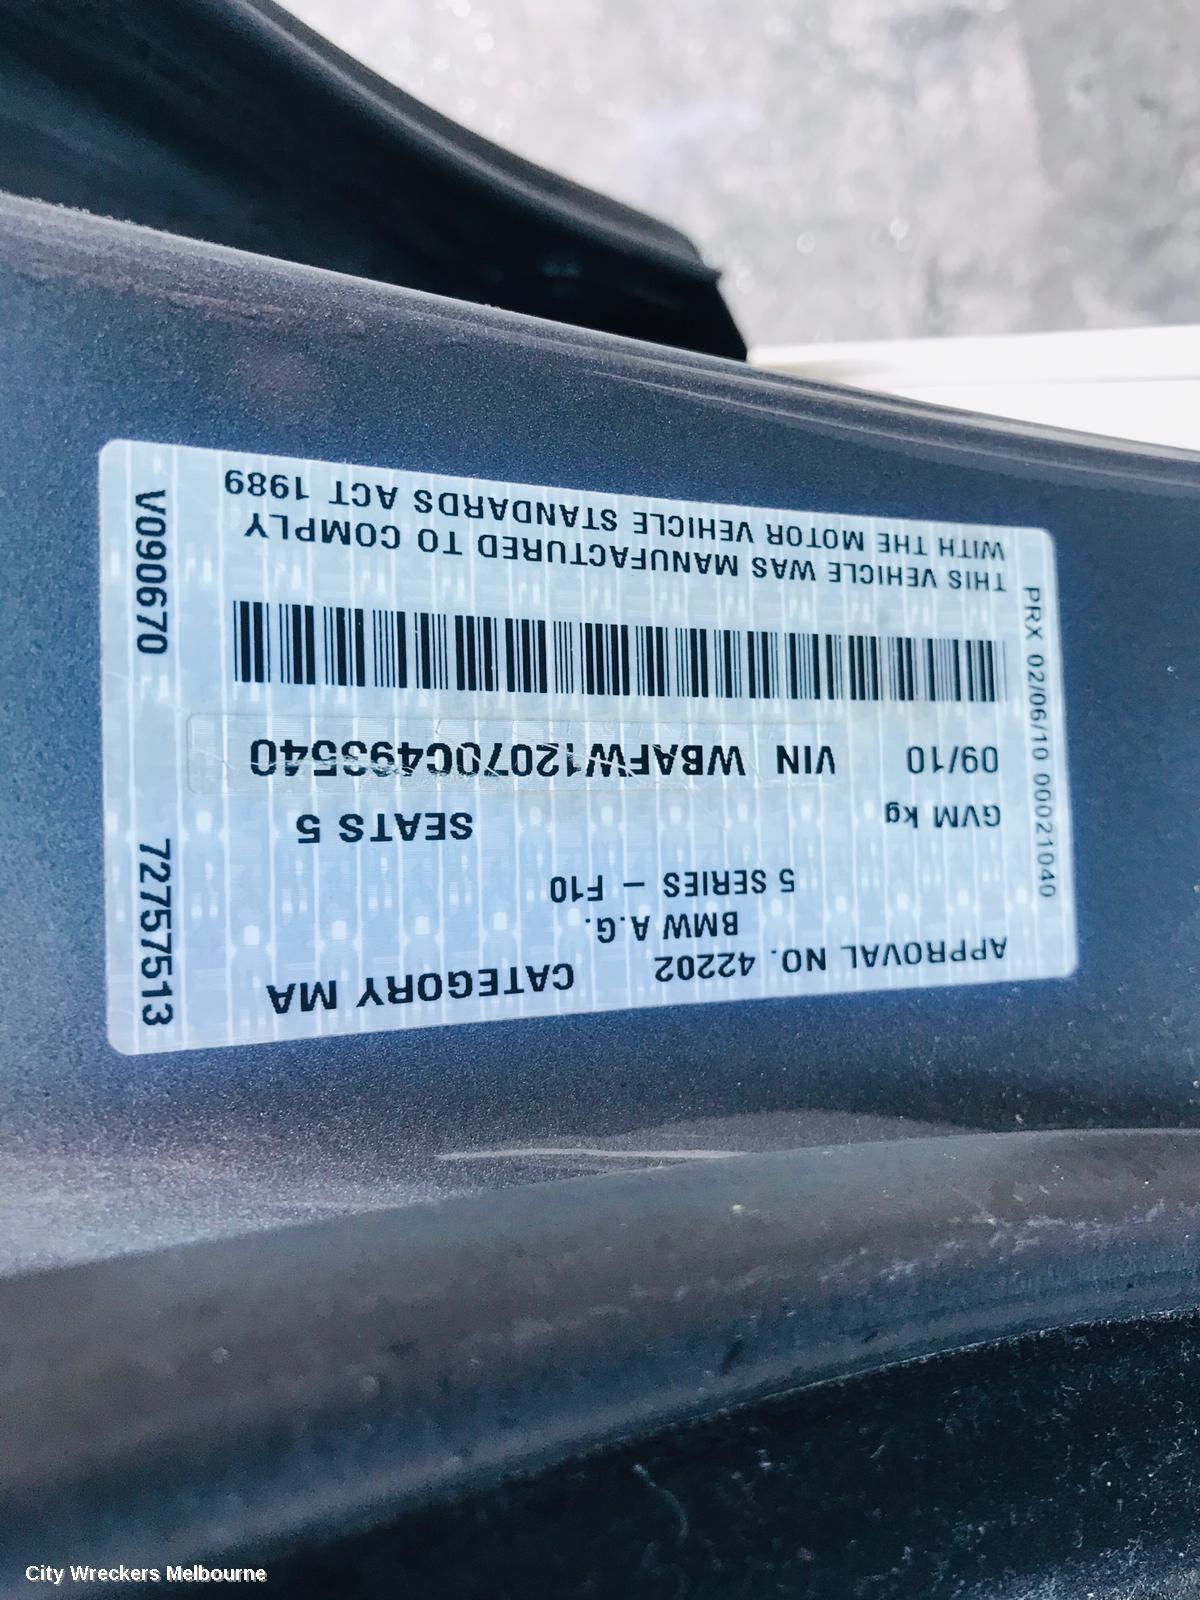 APPROVAL NO. 42202 CATEGORY MA
BMW A.G.
5 SERIES – F10
GVM kg SEATS 5
09/10 VIN
THIS VEHICLE WAS MANUFACTURED TO COMPLY
WITH THE MOTOR VEHICLE STANDARDS ACT 1989
PRX 02/06/10 00021040
7275751 3
V090670
City Wreckers Melbourne